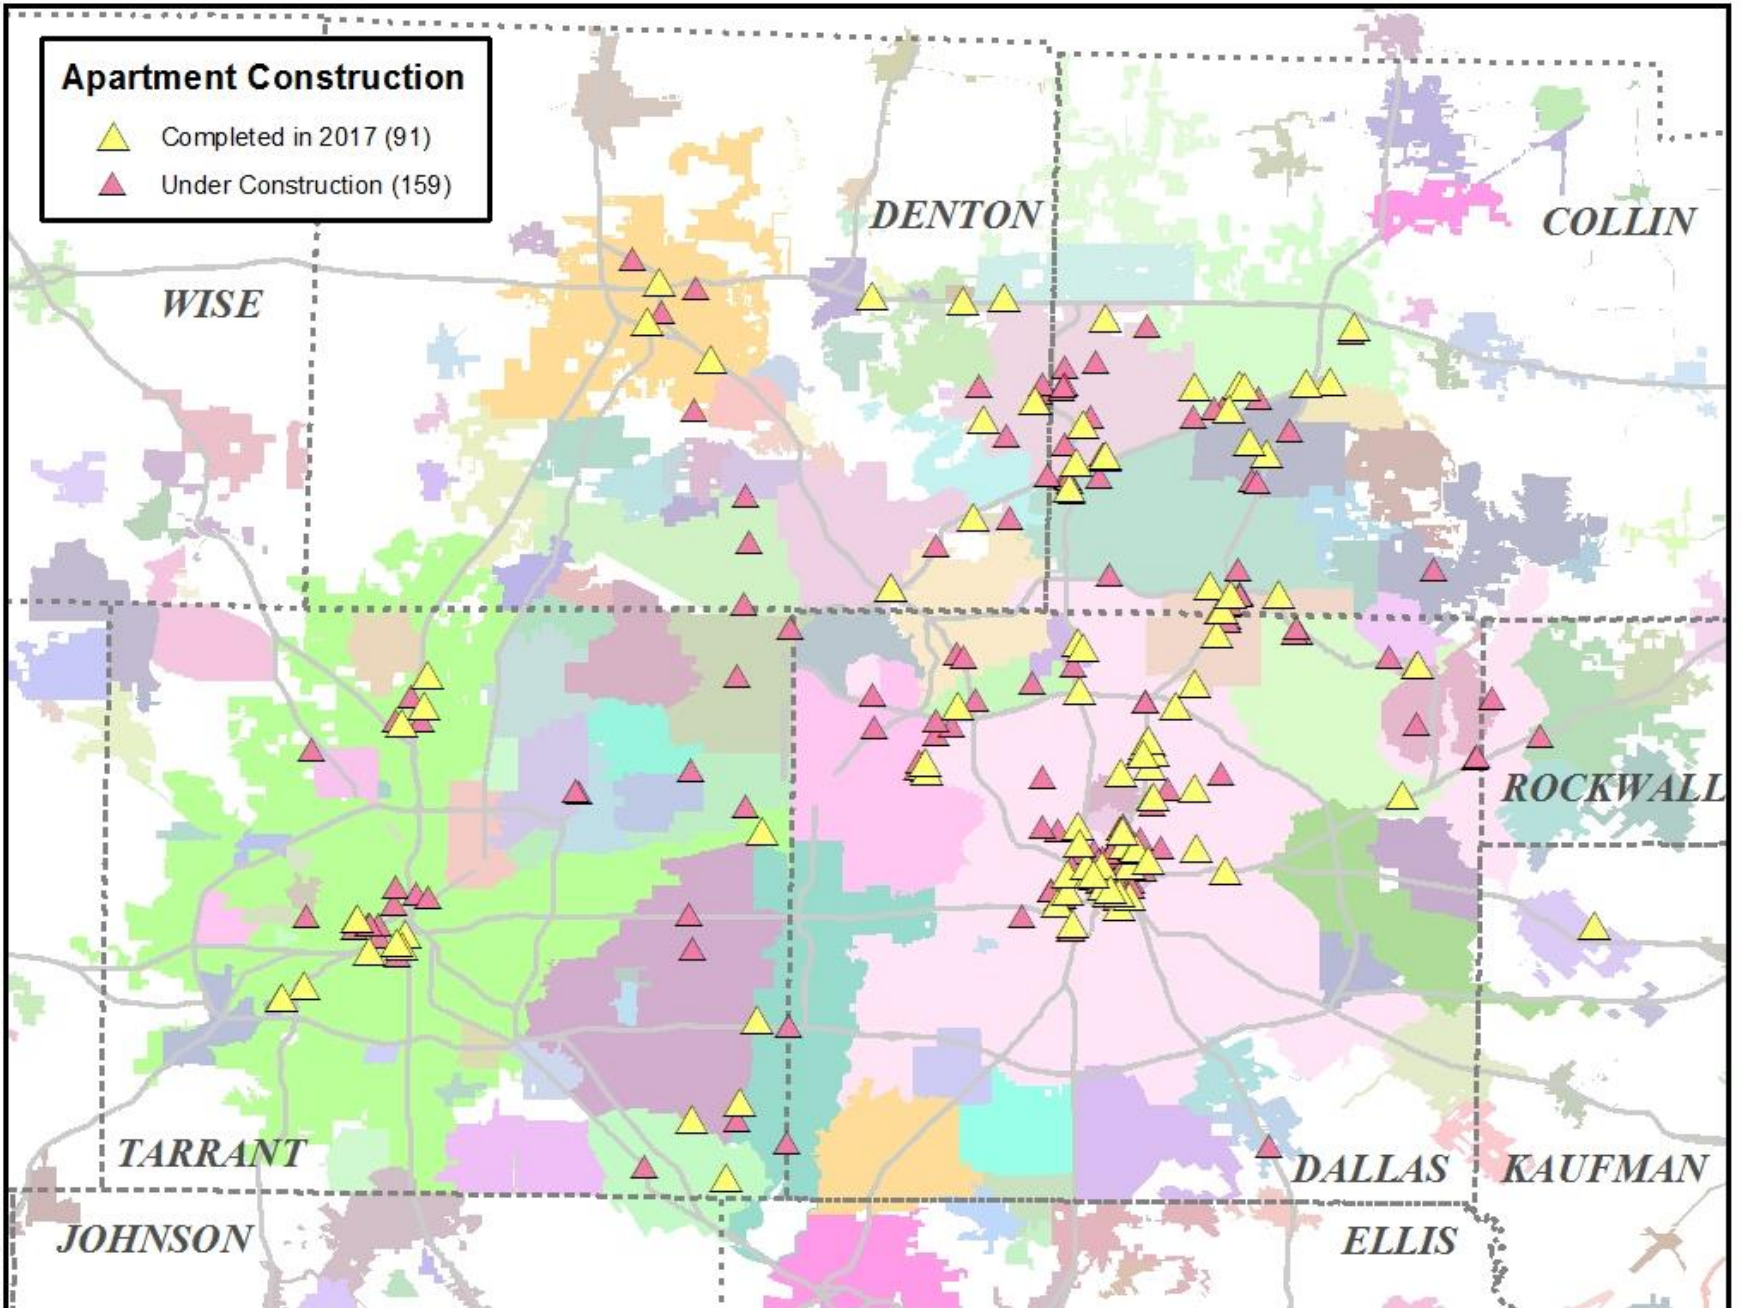 Apartment Construction
Completed in 2017 (91)
Under Construction (159)
DENTON
COLLIN
WISE
ROCKWALL
TARRANT
DALLAS
KAUFMAN
JOHNSON
ELLIS